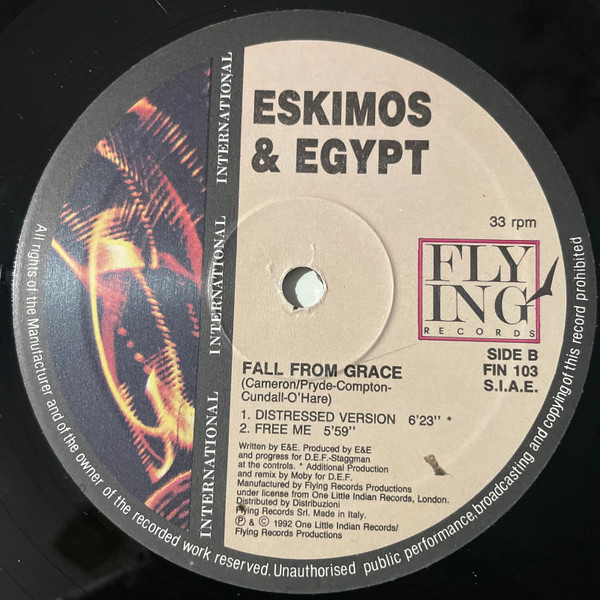 ESKIMOS
& EGYPT
INTERNATIONAL
INTERNATIONAL
INTERNATIONAL
33 rpm
FLY
ING
RECORDS
SIDE B
FIN 103
S.I.A.E.
FALL FROM GRACE
(Cameron/Pryde-Compton-
Cundall-O'Hare)
1. DISTRESSED VERSION 6'23'' *
2. FREE ME 5'59''
Written by E&E. Produced by E&E
and progress for D.E.F.-Staggman
at the controls. * Additional Production
and remix by Moby for D.E.F.
Manufactured by Flying Records Productions
under license from One Little Indian Records, London.
Distributed by Distribuzioni
Flying Records Srl. Made in Italy.
Ⓟ & © 1992 One Little Indian Records/
Flying Records Productions
All rights of the Manufacturer and of the owner of the recorded work reserved. Unauthorised public performance, broadcasting and copying of this record prohibited